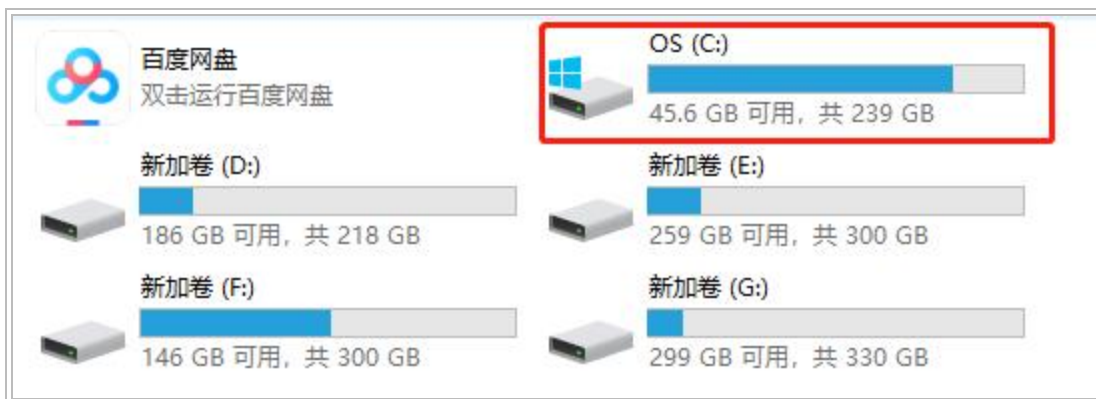 百度网盘
双击运行百度网盘
OS (C:)
45.6 GB 可用，共 239 GB
新加卷 (D:)
186 GB 可用，共 218 GB
新加卷 (E:)
259 GB 可用，共 300 GB
新加卷 (F:)
146 GB 可用，共 300 GB
新加卷 (G:)
299 GB 可用，共 330 GB